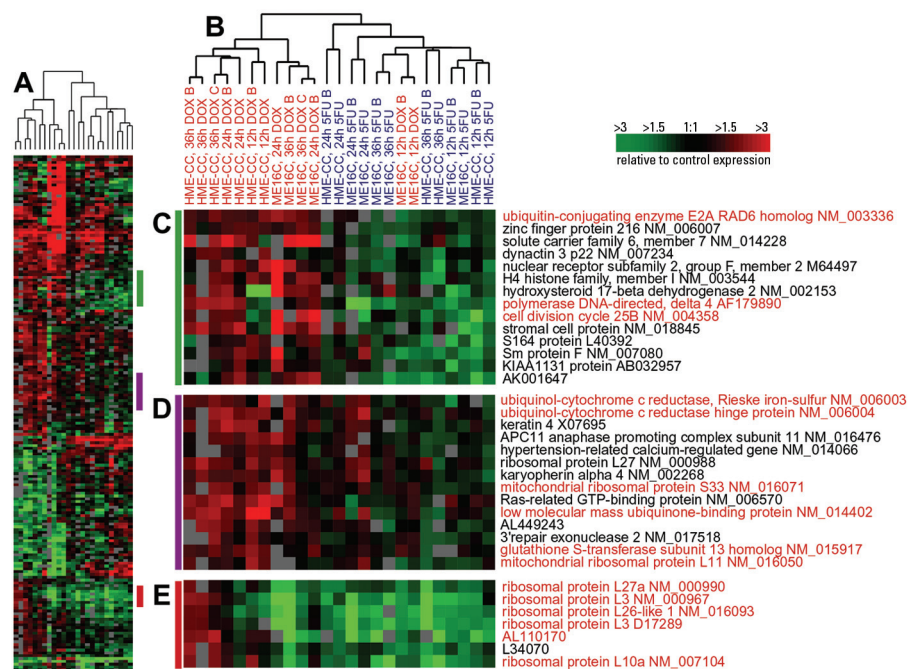 A
B
HME-CC, 36h DOX B
HME-CC, 36h DOX
HME-CC, 36h DOX C
HME-CC, 24h DOX B
HME-CC, 24h DOX
HME-CC, 12h DOX B
HME-CC, 12h DOX
ME16C, 24h DOX
ME16C, 36h DOX B
ME16C, 36h DOX C
ME16C, 24h DOX B
HME-CC, 24h 5FU B
HME-CC, 24h 5FU
ME16C, 24h 5FU B
ME16C, 24h 5FU
ME16C, 36h 5FU B
ME16C, 36h 5FU
ME16C, 12h DOX B
ME16C, 12h DOX
HME-CC, 36h 5FU B
HME-CC, 36h 5FU
ME16C, 12h 5FU B
ME16C, 12h 5FU
HME-CC, 12h 5FU B
HME-CC, 12h 5FU
>3 >1.5 1:1 >1.5 >3
relative to control expression
C
ubiquitin-conjugating enzyme E2A RAD6 homolog NM_003336
zinc finger protein 216 NM_006007
solute carrier family 6, member 7 NM_014228
dynactin 3 p22 NM_007234
nuclear receptor subfamily 2, group F, member 2 M64497
H4 histone family, member I NM_003544
hydroxysteroid 17-beta dehydrogenase 2 NM_002153
polymerase DNA-directed, delta 4 AF179890
cell division cycle 25B NM_004358
stromal cell protein NM_018845
S164 protein L40392
Sm protein F NM_007080
KIAA1131 protein AB032957
AK001647
D
ubiquinol-cytochrome c reductase, Rieske iron-sulfur NM_006003
ubiquinol-cytochrome c reductase hinge protein NM_006004
keratin 4 X07695
APC11 anaphase promoting complex subunit 11 NM_016476
hypertension-related calcium-regulated gene NM_014066
ribosomal protein L27 NM_000988
karyopherin alpha 4 NM_002268
mitochondrial ribosomal protein S33 NM_016071
Ras-related GTP-binding protein NM_006570
low molecular mass ubiquinone-binding protein NM_014402
AL449243
3'repair exonuclease 2 NM_017518
glutathione S-transferase subunit 13 homolog NM_015917
mitochondrial ribosomal protein L11 NM_016050
E
ribosomal protein L27a NM_000990
ribosomal protein L3 NM_000967
ribosomal protein L26-like 1 NM_016093
ribosomal protein L3 D17289
AL110170
L34070
ribosomal protein L10a NM_007104